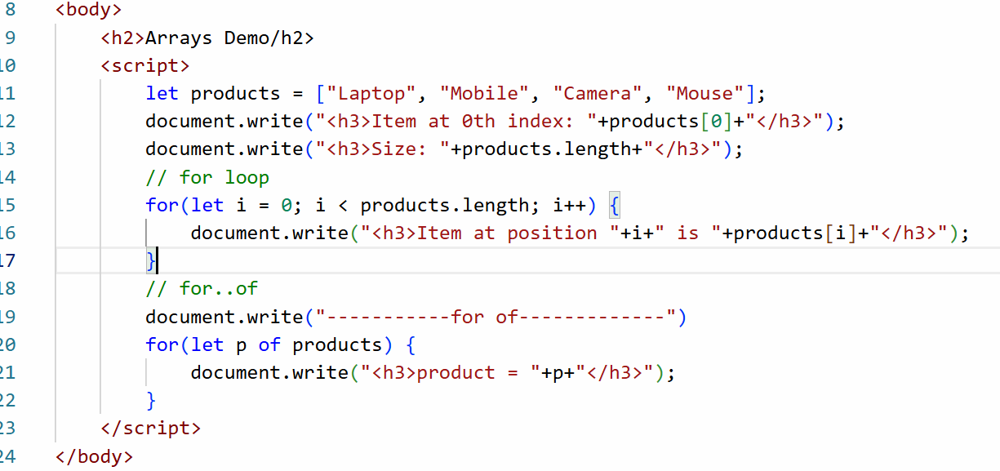 8 <body>
9 <h2>Arrays Demo/h2>
10 <script>
11 let products = ["Laptop", "Mobile", "Camera", "Mouse"];
12 document.write("<h3>Item at 0th index: "+products[0]+"</h3>");
13 document.write("<h3>Size: "+products.length+"</h3>");
14 // for loop
15 for(let i = 0; i < products.length; i++) {
16 document.write("<h3>Item at position "+i+" is "+products[i]+"</h3>");
17 }
18 // for..of
19 document.write("-----------for of-------------")
20 for(let p of products) {
21 document.write("<h3>product = "+p+"</h3>");
22 }
23 </script>
24 </body>